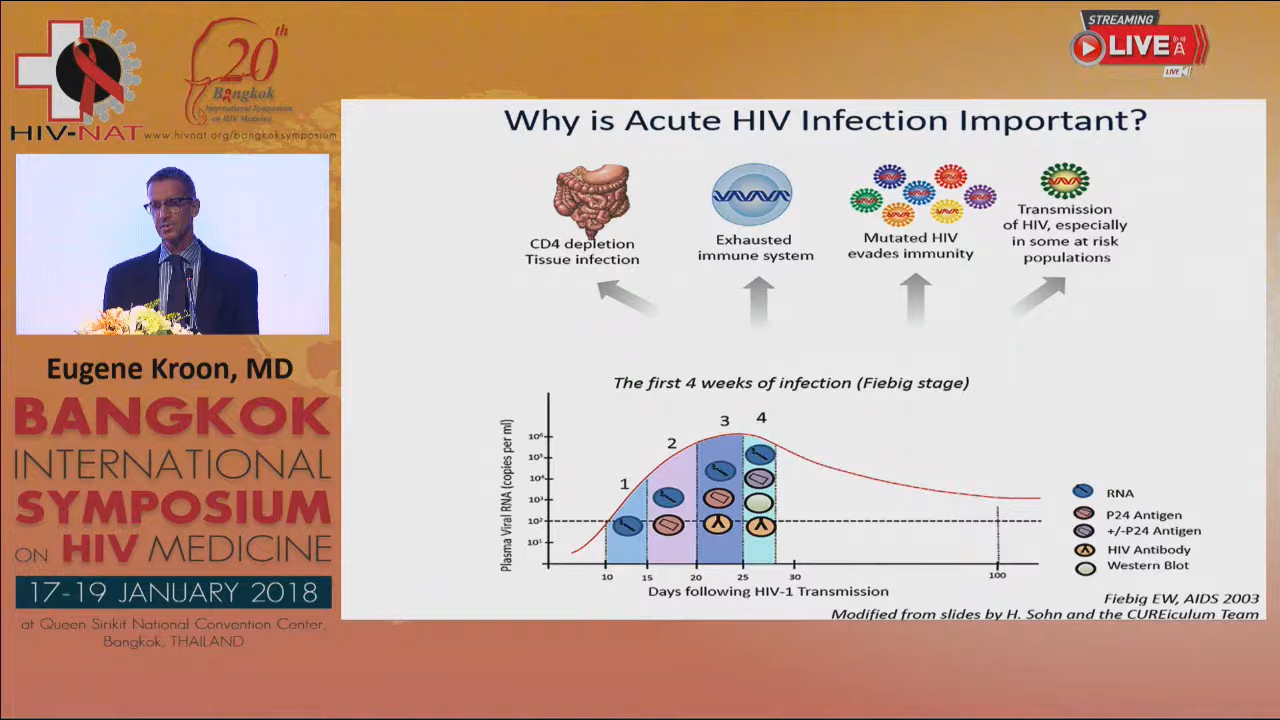 HIV-NAT
20th
Bangkok
International Symposium
on HIV Medicine
www.hivnat.org/bangkoksymposium
STREAMING
LIVE
LIVE
Eugene Kroon, MD
BANGKOK
INTERNATIONAL
SYMPOSIUM
ON HIV MEDICINE
17-19 JANUARY 2018
at Queen Sirikit National Convention Center,
Bangkok, THAILAND
Why is Acute HIV Infection Important?
CD4 depletion
Tissue infection
Exhausted
immune system
Mutated HIV
evades immunity
Transmission
of HIV, especially
in some at risk
populations
The first 4 weeks of infection (Fiebig stage)
Plasma Viral RNA (copies per ml)
10⁶
10⁵
10⁴
10³
10²
10¹
1
2
3
4
10
15
20
25
30
100
Days following HIV-1 Transmission
RNA
P24 Antigen
+/-P24 Antigen
HIV Antibody
Western Blot
Fiebig EW, AIDS 2003
Modified from slides by H. Sohn and the CUREiculum Team